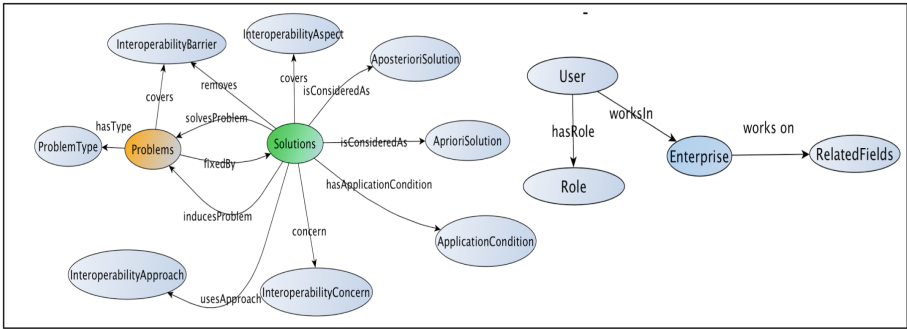 InteroperabilityBarrier
InteroperabilityAspect
AposterioriSolution
removes
covers
isConsideredAs
covers
solvesProblem
hasType
ProblemType
Problems
fixedBy
Solutions
isConsideredAs
AprioriSolution
hasApplicationCondition
inducesProblem
concern
ApplicationCondition
InteroperabilityApproach
usesApproach
InteroperabilityConcern
User
worksIn
hasRole
works on
Enterprise
RelatedFields
Role
-